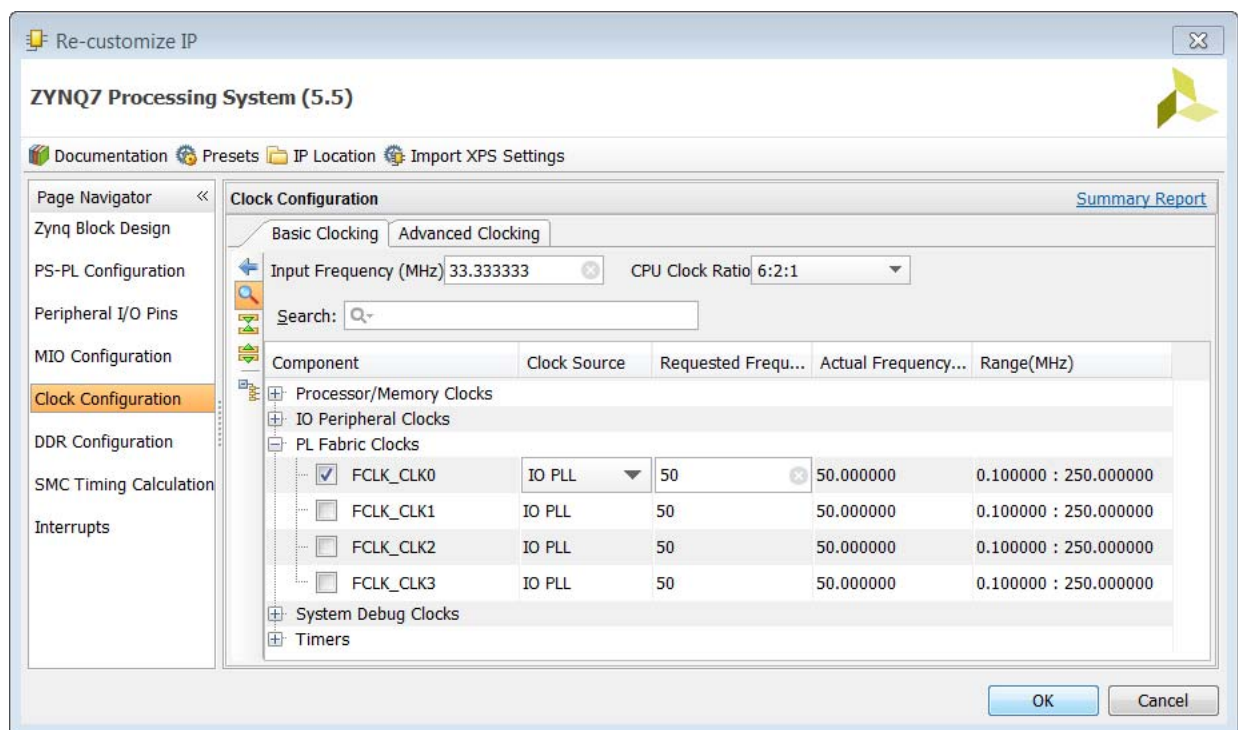 Re-customize IP
ZYNQ7 Processing System (5.5)
Documentation Presets IP Location Import XPS Settings
Page Navigator «
Zynq Block Design
PS-PL Configuration
Peripheral I/O Pins
MIO Configuration
Clock Configuration
DDR Configuration
SMC Timing Calculation
Interrupts
Clock Configuration Summary Report
Basic Clocking Advanced Clocking
Input Frequency (MHz) 33.333333 CPU Clock Ratio 6:2:1
Search:
Component Clock Source Requested Frequ... Actual Frequency... Range(MHz)
Processor/Memory Clocks
IO Peripheral Clocks
PL Fabric Clocks
FCLK_CLK0 IO PLL 50 50.000000 0.100000 : 250.000000
FCLK_CLK1 IO PLL 50 50.000000 0.100000 : 250.000000
FCLK_CLK2 IO PLL 50 50.000000 0.100000 : 250.000000
FCLK_CLK3 IO PLL 50 50.000000 0.100000 : 250.000000
System Debug Clocks
Timers
OK Cancel